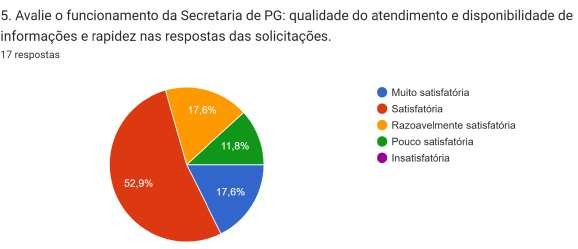 5. Avalie o funcionamento da Secretaria de PG: qualidade do atendimento e disponibilidade de
informações e rapidez nas respostas das solicitações.
17 respostas
Muito satisfatória
Satisfatória
Razoavelmente satisfatória
Pouco satisfatória
Insatisfatória
17,6%
11,8%
52,9%
17,6%